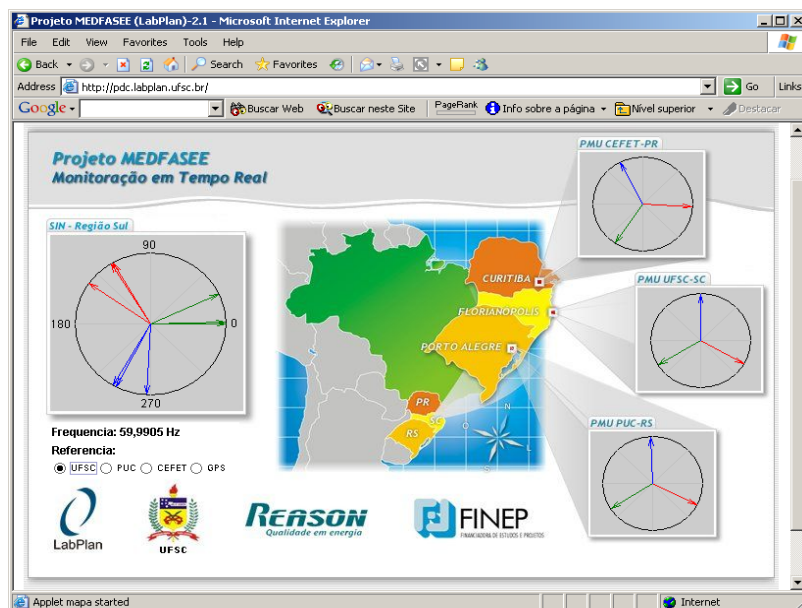 Projeto MEDFASEE (LabPlan)-2.1 - Microsoft Internet Explorer
File Edit View Favorites Tools Help
Back Search Favorites
Address http://pdc.labplan.ufsc.br/ Go Links
Google Buscar Web Buscar neste Site PageRank Info sobre a página Nível superior Destacar
Projeto MEDFASEE
Monitoração em Tempo Real
PMU CEFET-PR
SIN - Região Sul
90
180
0
270
CURITIBA
FLORIANÓPOLIS
PORTO ALEGRE
PR
SC
RS
N
O
L
S
PMU UFSC-SC
PMU PUC-RS
Frequencia: 59,9905 Hz
Referencia:
UFSC PUC CEFET GPS
LabPlan
UFSC
REASON
Qualidade em energia
FINEP
FINANCIADORA DE ESTUDOS E PROJETOS
Applet mapa started Internet